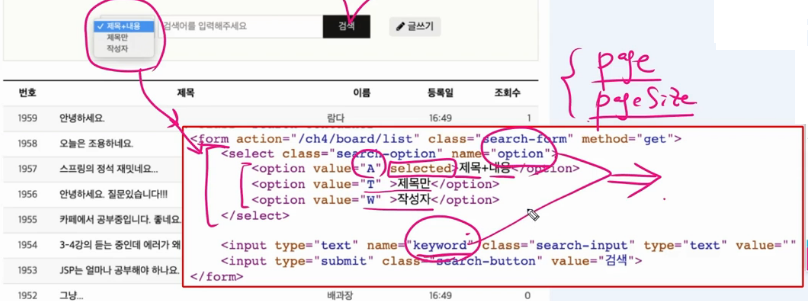 ✓ 제목+내용
제목만
작성자
검색어를 입력해주세요
검색
글쓰기
번호 제목 이름 등록일 조회수
1959 안녕하세요. 람다 16:49 1
1958 오늘은 조용하네요.
1957 스프링의 정석 재밋네요...
1956 안녕하세요. 질문있습니다!!!
1955 카페에서 공부중입니다. 좋네요.
1954 3-4강의 듣는 중인데 에러가 왜
1953 JSP는 얼마나 공부해야 하나요.
1952 그냥... 배과장 16:49 0
page
pageSize
<form action="/ch4/board/list" class="search-form" method="get">
<select class="search-option" name="option">
<option value="A" selected>제목+내용</option>
<option value="T" >제목만</option>
<option value="W" >작성자</option>
</select>
<input type="text" name="keyword" class="search-input" type="text" value=""
<input type="submit" class="search-button" value="검색">
</form>